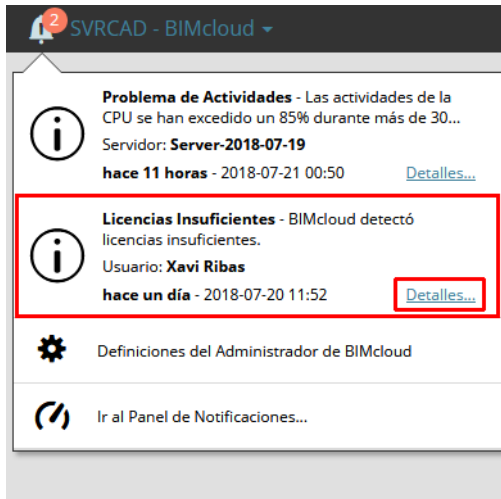 2
SVRCAD - BIMcloud
Problema de Actividades - Las actividades de la
CPU se han excedido un 85% durante más de 30...
Servidor: Server-2018-07-19
hace 11 horas - 2018-07-21 00:50 Detalles...
Licencias Insuficientes - BIMcloud detectó
licencias insuficientes.
Usuario: Xavi Ribas
hace un día - 2018-07-20 11:52 Detalles...
Definiciones del Administrador de BIMcloud
Ir al Panel de Notificaciones...